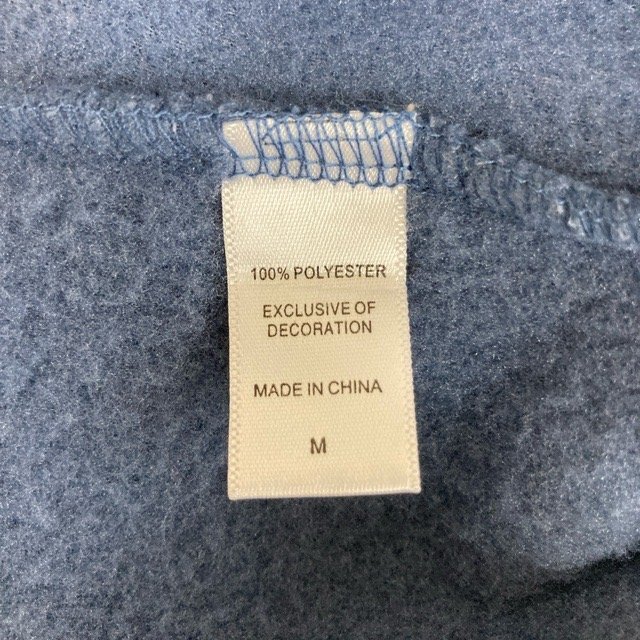 100% POLYESTER
EXCLUSIVE OF
DECORATION
MADE IN CHINA
M